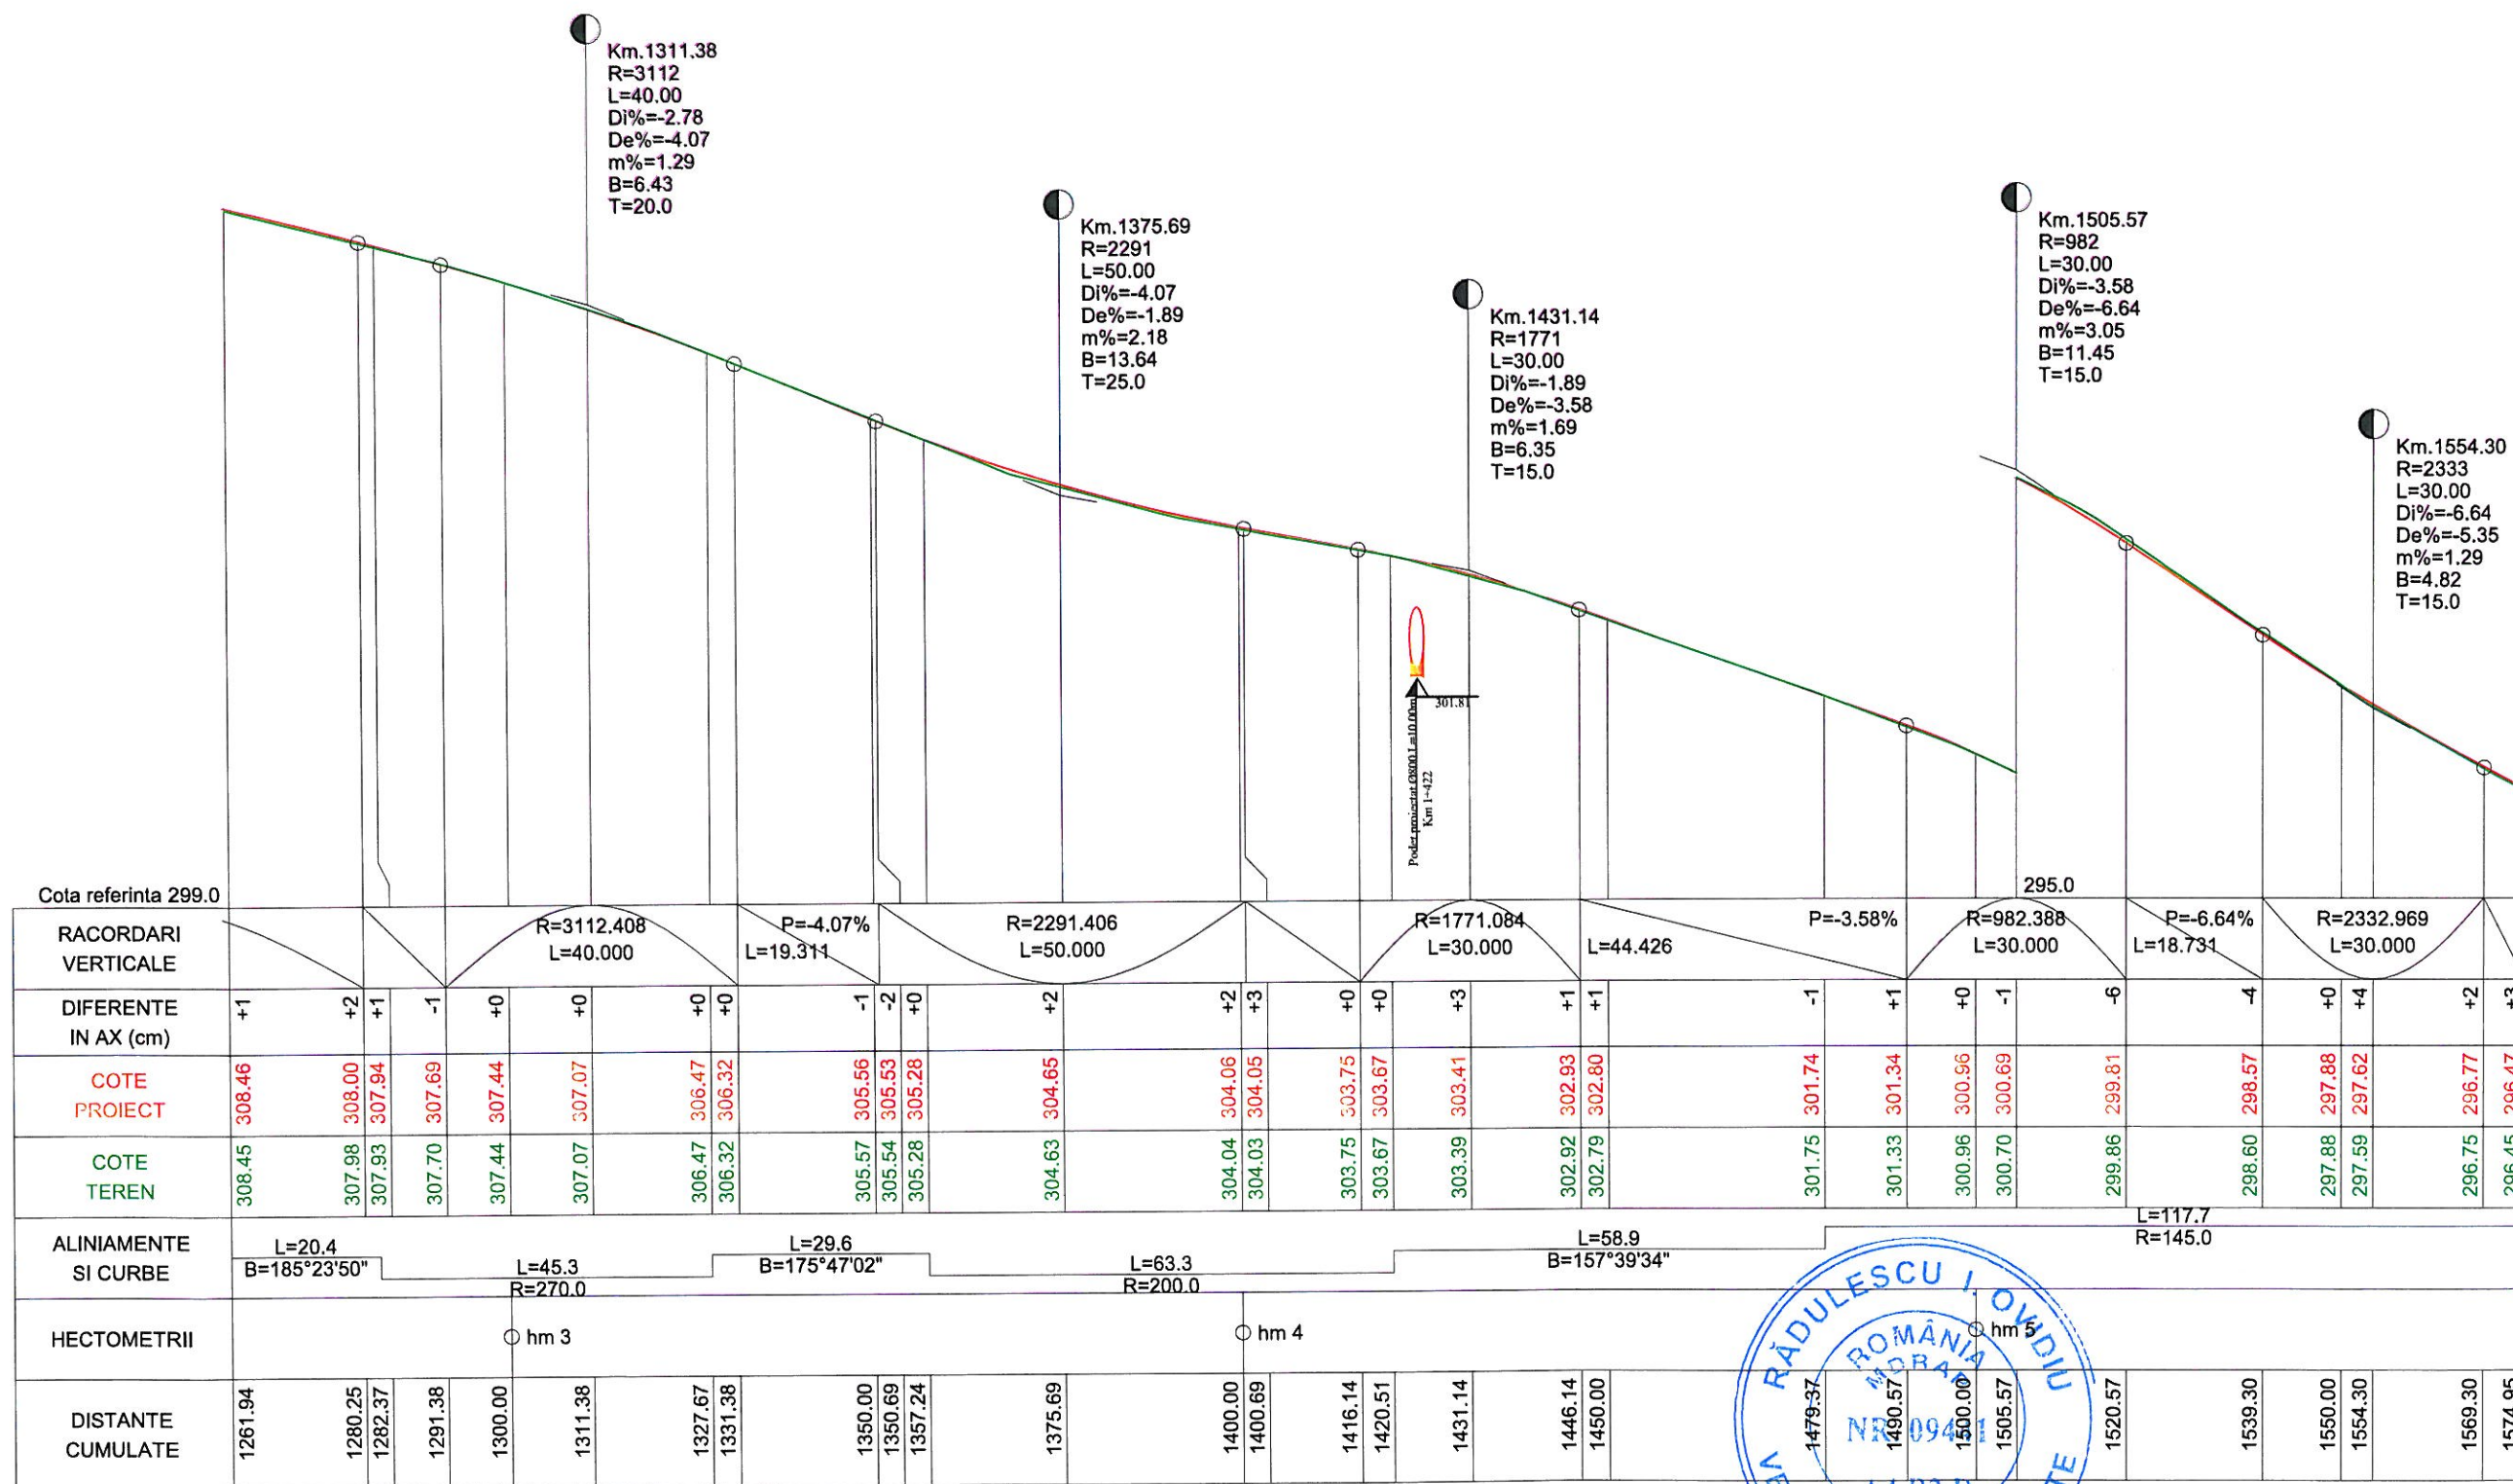 Km.1311.38
R=3112
L=40.00
Di%=-2.78
De%=-4.07
m%=1.29
B=6.43
T=20.0
Km.1375.69
R=2291
L=50.00
Di%=-4.07
De%=-1.89
m%=2.18
B=13.64
T=25.0
Km.1431.14
R=1771
L=30.00
Di%=-1.89
De%=-3.58
m%=1.69
B=6.35
T=15.0
Km.1505.57
R=982
L=30.00
Di%=-3.58
De%=-6.64
m%=3.05
B=11.45
T=15.0
Km.1554.30
R=2333
L=30.00
Di%=-6.64
De%=-5.35
m%=1.29
B=4.82
T=15.0
301.81
Podet proiectat Ø800 L=10.00m
Km 1+422
Cota referinta 299.0
295.0
RACORDARI
VERTICALE
R=3112.408
L=40.000
P=-4.07%
L=19.311
R=2291.406
L=50.000
R=1771.084
L=30.000
P=-3.58%
L=44.426
R=982.388
L=30.000
P=-6.64%
L=18.731
R=2332.969
L=30.000
DIFERENTE
IN AX (cm)
+1 +2 +1 -1 +0 +0 +0 +0 -1 -2 +0 +2 +2 +3 +0 +0 +3 +1 +1 -1 +1 +0 -1 -6 -4 +0 +4 +2 +3
COTE
PROIECT
308.46 308.00 307.94 307.69 307.44 307.07 306.47 306.32 305.56 305.53 305.28 304.65 304.06 304.05 303.75 303.67 303.41 302.93 302.80 301.74 301.34 300.96 300.69 299.81 298.57 297.88 297.62 296.77 296.47
COTE
TEREN
308.45 307.98 307.93 307.70 307.44 307.07 306.47 306.32 305.57 305.54 305.28 304.63 304.04 304.03 303.75 303.67 303.39 302.92 302.79 301.75 301.33 300.96 300.70 299.86 298.60 297.88 297.59 296.75 296.45
ALINIAMENTE
SI CURBE
L=20.4
B=185°23'50"
L=45.3
R=270.0
L=29.6
B=175°47'02"
L=63.3
R=200.0
L=58.9
B=157°39'34"
L=117.7
R=145.0
HECTOMETRII
hm 3
hm 4
hm 5
DISTANTE
CUMULATE
1261.94 1280.25 1282.37 1291.38 1300.00 1311.38 1327.67 1331.38 1350.00 1350.69 1357.24 1375.69 1400.00 1400.69 1416.14 1420.51 1431.14 1446.14 1450.00 1479.37 1490.57 1500.00 1505.57 1520.57 1539.30 1550.00 1554.30 1569.30 1574.95
RĂDULESCU I. OVIDIU
ROMÂNIA
MDRAP